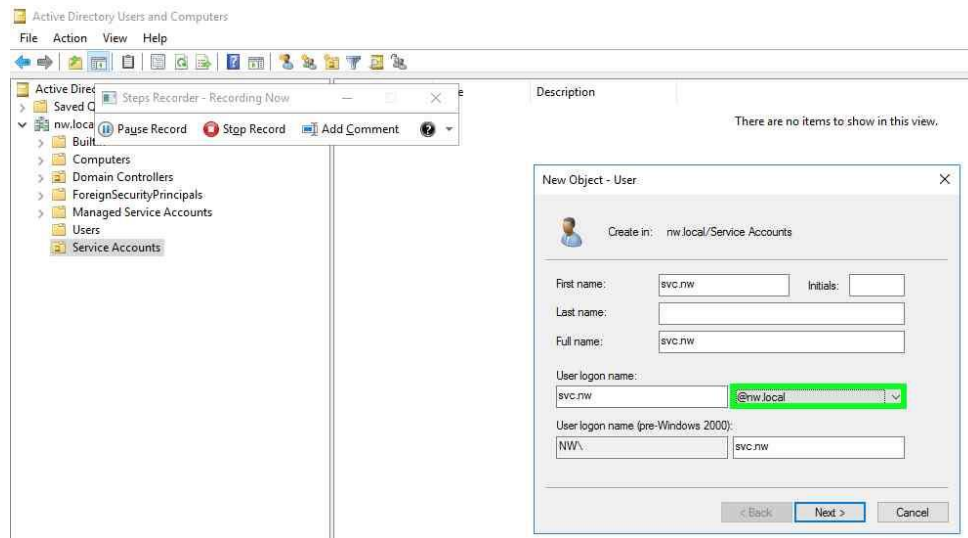 Active Directory Users and Computers
File Action View Help
Active Direc
Saved Q
nw.loca
Built
Computers
Domain Controllers
ForeignSecurityPrincipals
Managed Service Accounts
Users
Service Accounts
Steps Recorder - Recording Now
Pause Record Stop Record Add Comment
e Description
There are no items to show in this view.
New Object - User
Create in: nw.local/Service Accounts
First name: svc.nw Initials:
Last name:
Full name: svc.nw
User logon name:
svc.nw @nw.local
User logon name (pre-Windows 2000):
NW\ svc.nw
< Back Next > Cancel